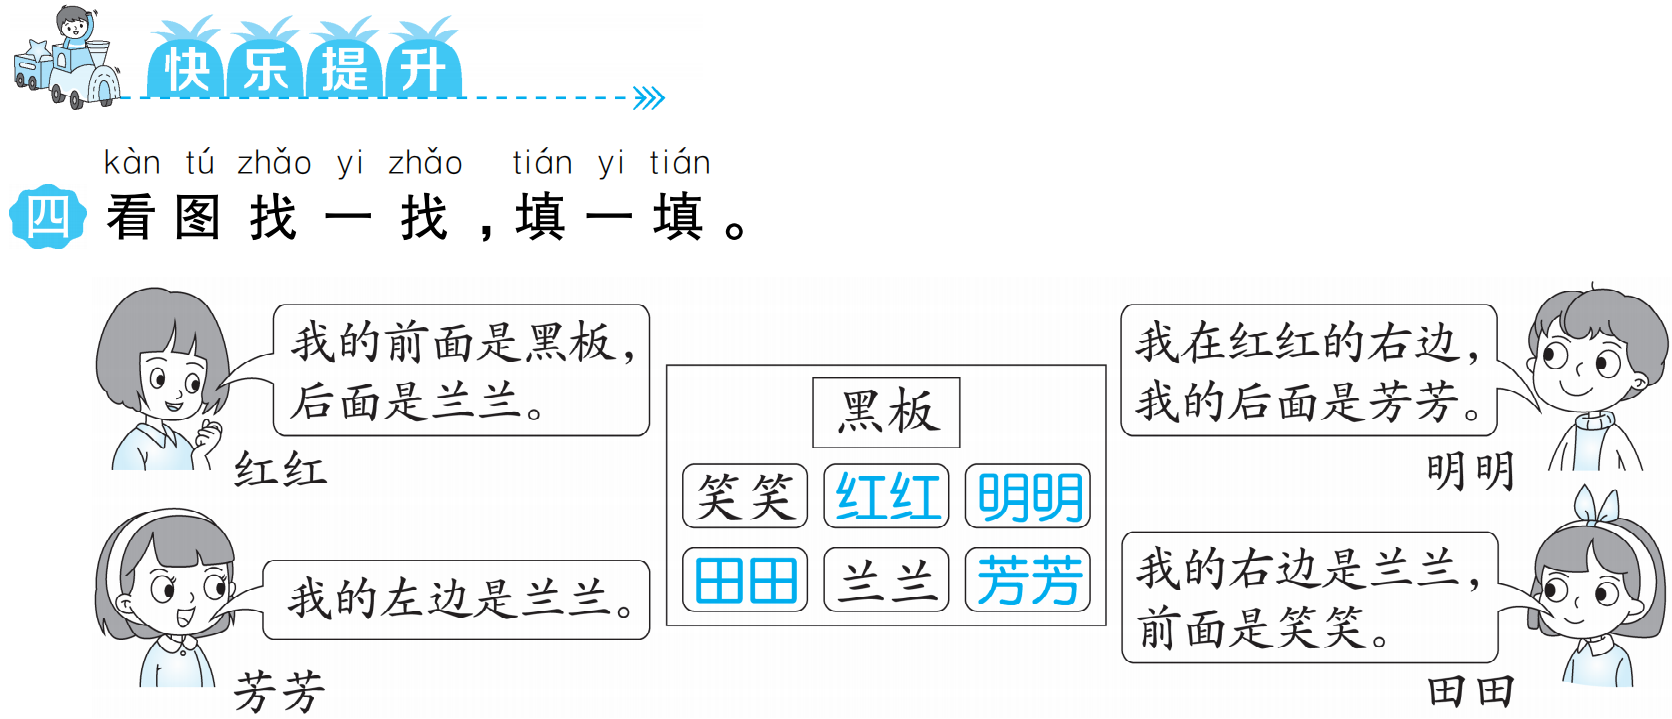 快乐提升
kàn tú zhǎo yi zhǎo tián yi tián
四 看图找一找,填一填。
我的前面是黑板,
后面是兰兰。
红红
我的左边是兰兰。
芳芳
黑板
笑笑 红红 明明
田田 兰兰 芳芳
我在红红的右边,
我的后面是芳芳。
明明
我的右边是兰兰,
前面是笑笑。
田田